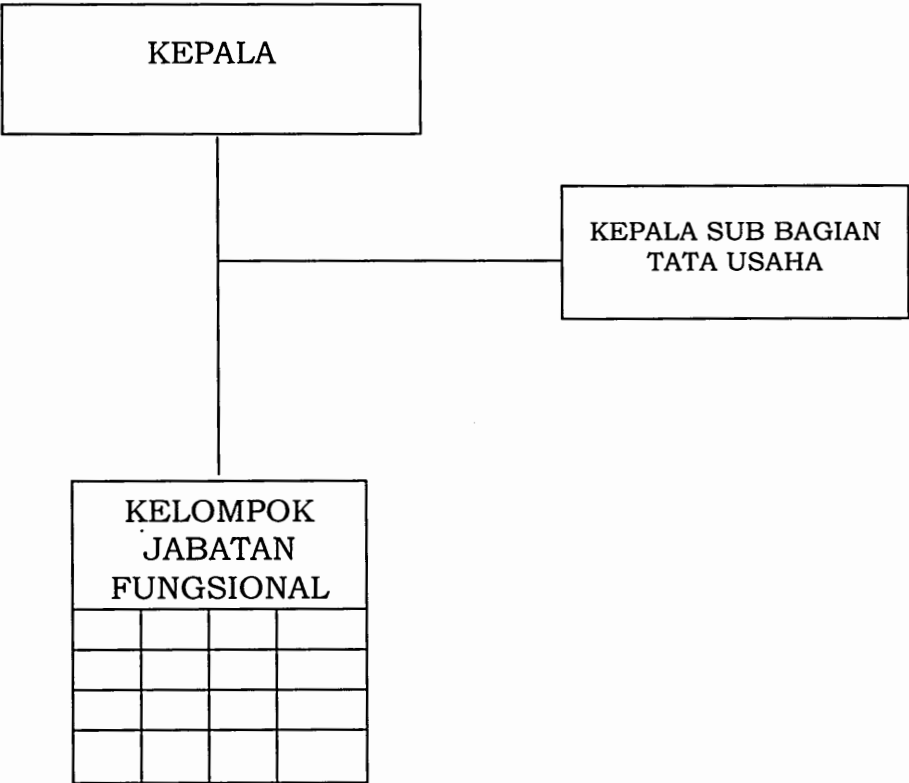 KEPALA
KEPALA SUB BAGIAN
TATA USAHA
KELOMPOK
JABATAN
FUNGSIONAL